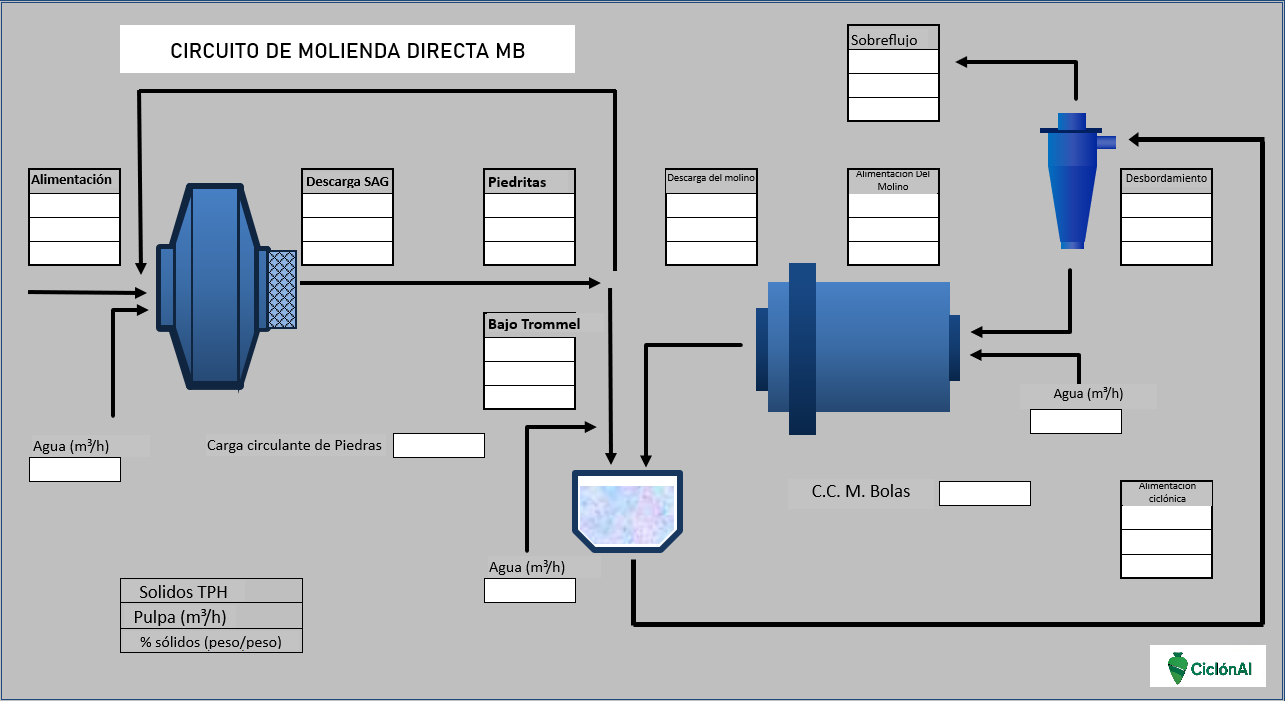 CIRCUITO DE MOLIENDA DIRECTA MB
Sobreflujo
Alimentación
Descarga SAG
Piedritas
Descarga del molino
Alimentación Del
Molino
Desbordamiento
Bajo Trommel
Agua (m³/h)
Agua (m³/h)
Carga circulante de Piedras
C.C. M. Bolas
Alimentación
ciclónica
Agua (m³/h)
Solidos TPH
Pulpa (m³/h)
% sólidos (peso/peso)
CiclónAI